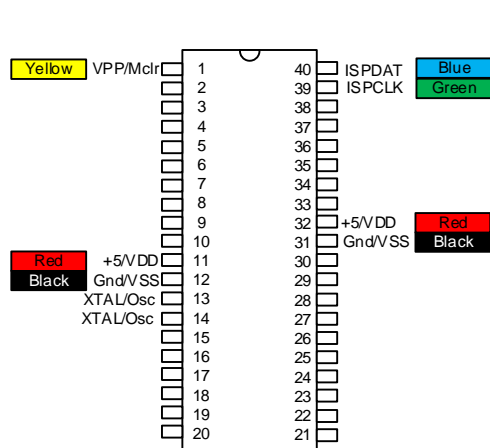 Yellow VPP/Mclr 1 40 ISPDAT Blue
2 39 ISPCLK Green
3 38
4 37
5 36
6 35
7 34
8 33
9 32 +5/VDD Red
10 31 Gnd/VSS Black
Red +5/VDD 11 30
Black Gnd/VSS 12 29
XTAL/Osc 13 28
XTAL/Osc 14 27
15 26
16 25
17 24
18 23
19 22
20 21